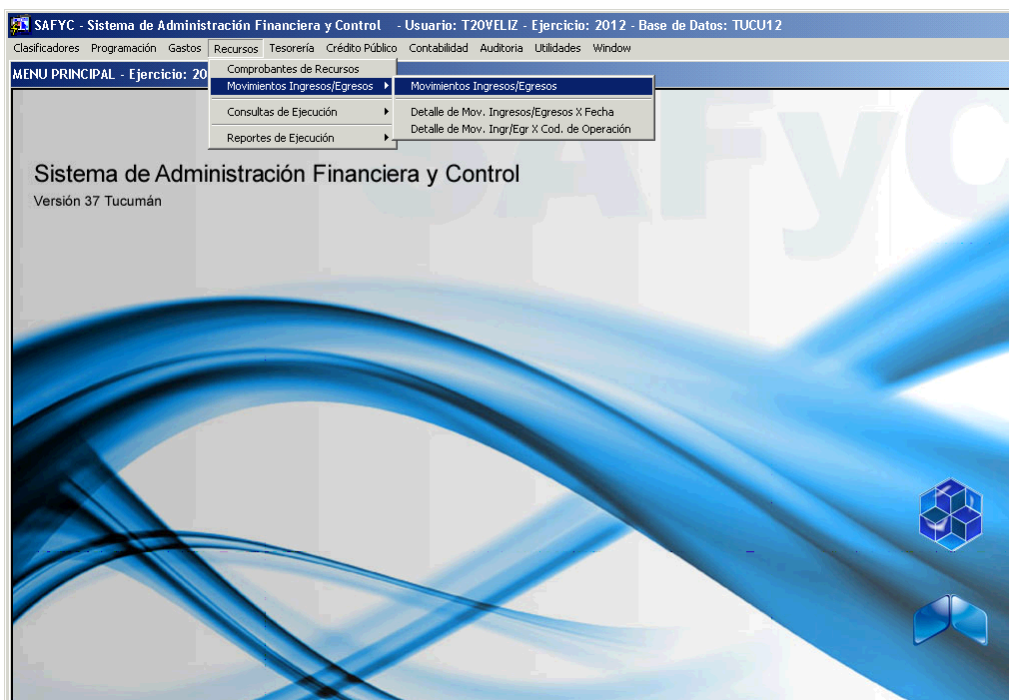 SAFYC - Sistema de Administración Financiera y Control - Usuario: T20VELIZ - Ejercicio: 2012 - Base de Datos: TUCU12
Clasificadores Programación Gastos Recursos Tesorería Crédito Público Contabilidad Auditoria Utilidades Window
MENU PRINCIPAL - Ejercicio: 20
Comprobantes de Recursos
Movimientos Ingresos/Egresos Movimientos Ingresos/Egresos
Consultas de Ejecución Detalle de Mov. Ingresos/Egresos X Fecha
Detalle de Mov. Ingr/Egr X Cod. de Operación
Reportes de Ejecución
SAFyC
Sistema de Administración Financiera y Control
Versión 37 Tucumán